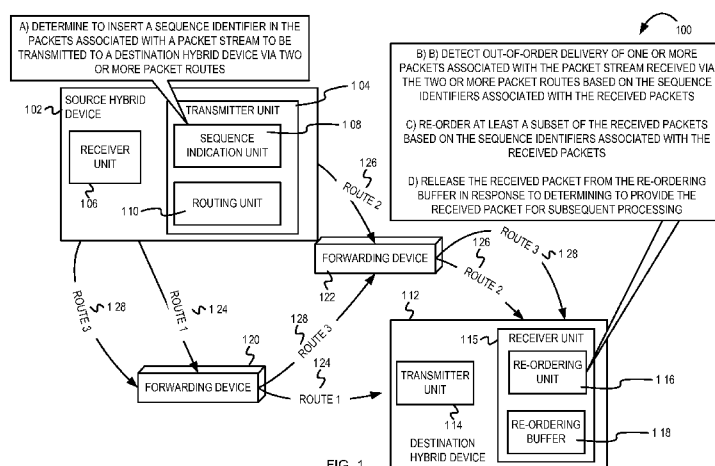 100
A) DETERMINE TO INSERT A SEQUENCE IDENTIFIER IN THE
PACKETS ASSOCIATED WITH A PACKET STREAM TO BE
TRANSMITTED TO A DESTINATION HYBRID DEVICE VIA TWO
OR MORE PACKET ROUTES
B) B) DETECT OUT-OF-ORDER DELIVERY OF ONE OR MORE
PACKETS ASSOCIATED WITH THE PACKET STREAM RECEIVED VIA
THE TWO OR MORE PACKET ROUTES BASED ON THE SEQUENCE
IDENTIFIERS ASSOCIATED WITH THE RECEIVED PACKETS
C) RE-ORDER AT LEAST A SUBSET OF THE RECEIVED PACKETS
BASED ON THE SEQUENCE IDENTIFIERS ASSOCIATED WITH THE
RECEIVED PACKETS
D) RELEASE THE RECEIVED PACKET FROM THE RE-ORDERING
BUFFER IN RESPONSE TO DETERMINING TO PROVIDE THE
RECEIVED PACKET FOR SUBSEQUENT PROCESSING
102
SOURCE HYBRID
DEVICE
104
TRANSMITTER UNIT
108
SEQUENCE
INDICATION UNIT
RECEIVER
UNIT
106
110
ROUTING UNIT
126
ROUTE 2
FORWARDING DEVICE
122
ROUTE 3
128
126
ROUTE 2
128
ROUTE 3
124
ROUTE 1
128
ROUTE 3
120
FORWARDING DEVICE
124
ROUTE 1
112
115
RECEIVER UNIT
RE-ORDERING
UNIT
116
TRANSMITTER
UNIT
114
RE-ORDERING
BUFFER
118
DESTINATION
HYBRID DEVICE
FIG. 1